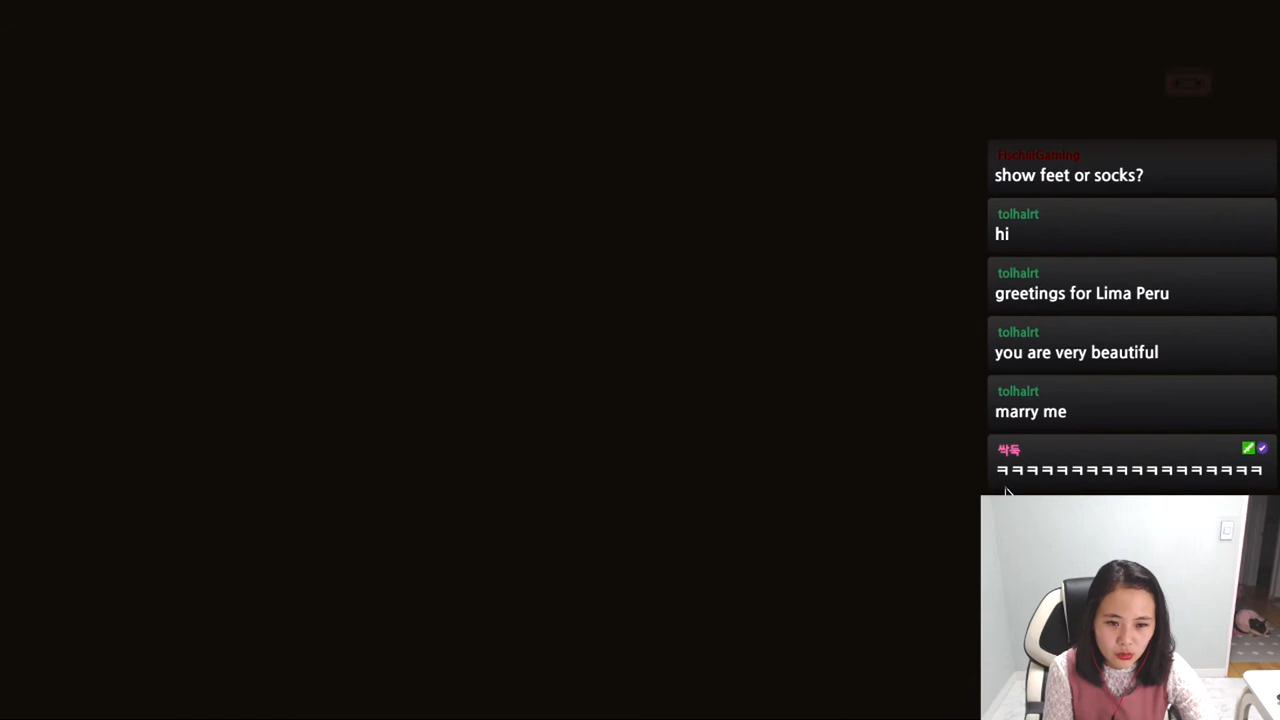 FischiiGaming
show feet or socks?
tolhalrt
hi
tolhalrt
greetings for Lima Peru
tolhalrt
you are very beautiful
tolhalrt
marry me
싹둑
ㅋㅋㅋㅋㅋㅋㅋㅋㅋㅋㅋㅋㅋㅋㅋㅋㅋㅋ